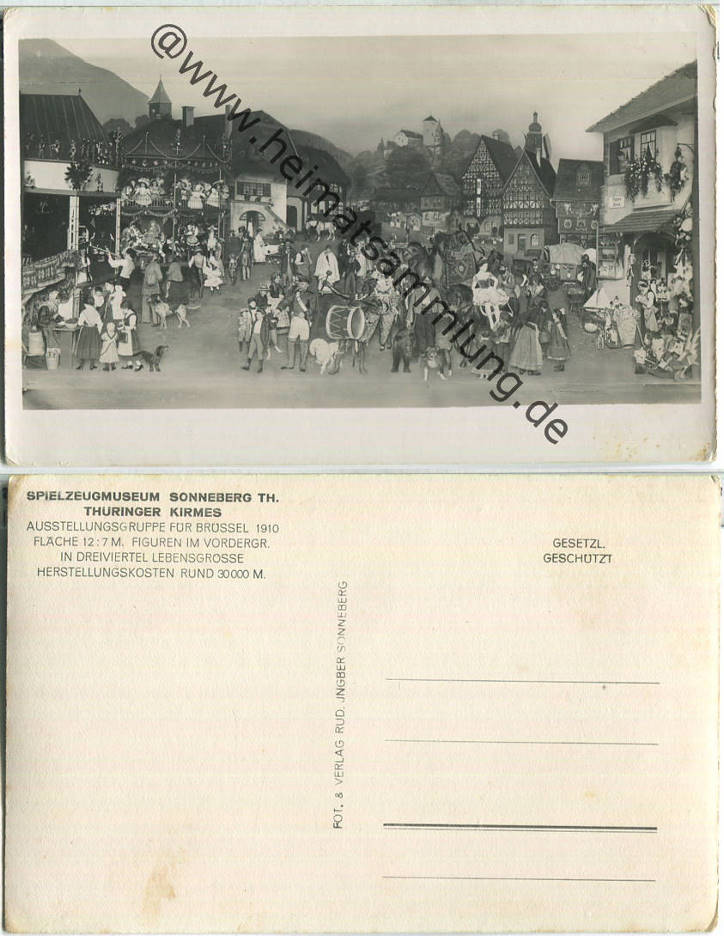 @www.heimatsammlung.de
SPIELZEUGMUSEUM SONNEBERG TH.
THÜRINGER KIRMES
AUSSTELLUNGSGRUPPE FÜR BRÜSSEL 1910
FLÄCHE 12:7 M. FIGUREN IM VORDERGR.
IN DREIVIERTEL LEBENSGRÖSSE
HERSTELLUNGSKOSTEN RUND 30000 M.
GESETZL.
GESCHÜTZT
FOT. & VERLAG RUD. JNGBER SONNEBERG